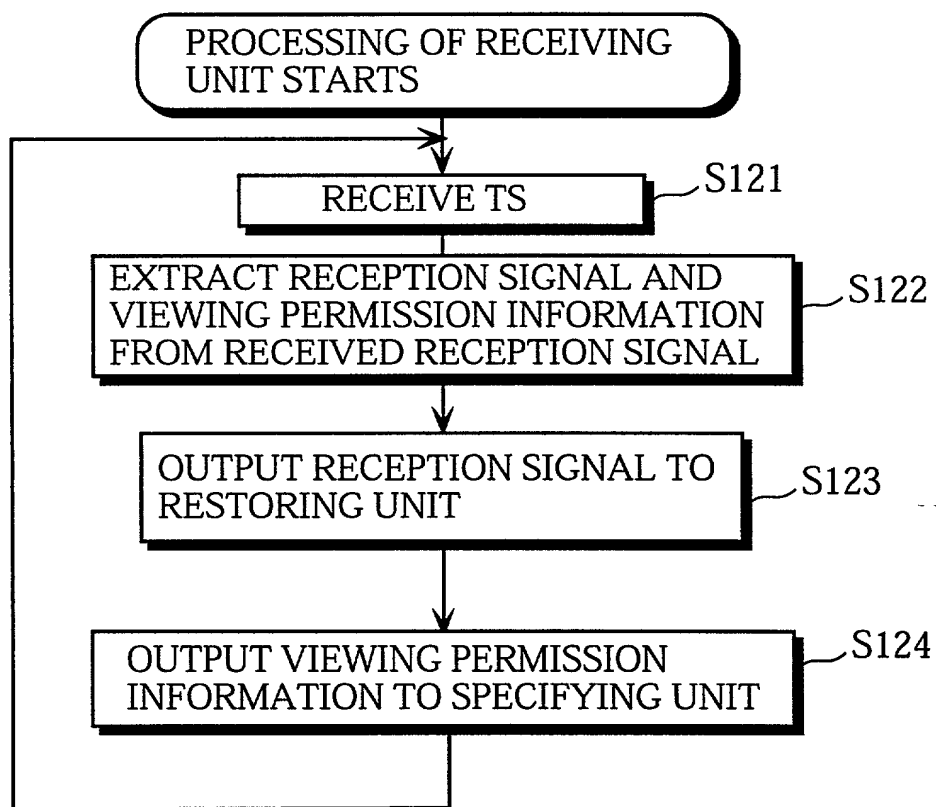 PROCESSING OF RECEIVING
UNIT STARTS
RECEIVE TS
S121
EXTRACT RECEPTION SIGNAL AND
VIEWING PERMISSION INFORMATION
FROM RECEIVED RECEPTION SIGNAL
S122
OUTPUT RECEPTION SIGNAL TO
RESTORING UNIT
S123
OUTPUT VIEWING PERMISSION
INFORMATION TO SPECIFYING UNIT
S124